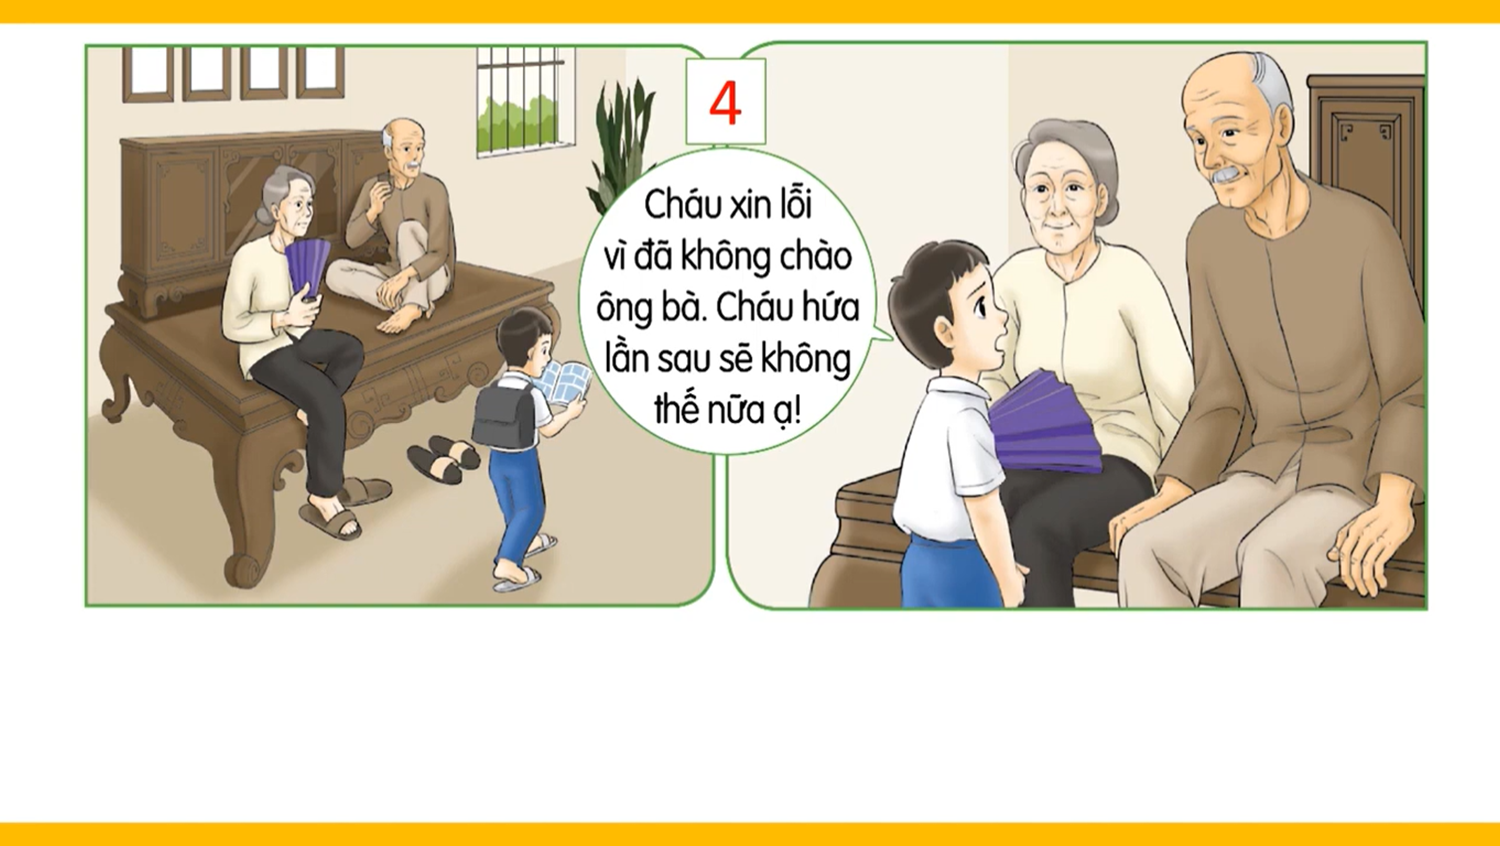 4
Cháu xin lỗi
vì đã không chào
ông bà. Cháu hứa
lần sau sẽ không
thế nữa ạ!